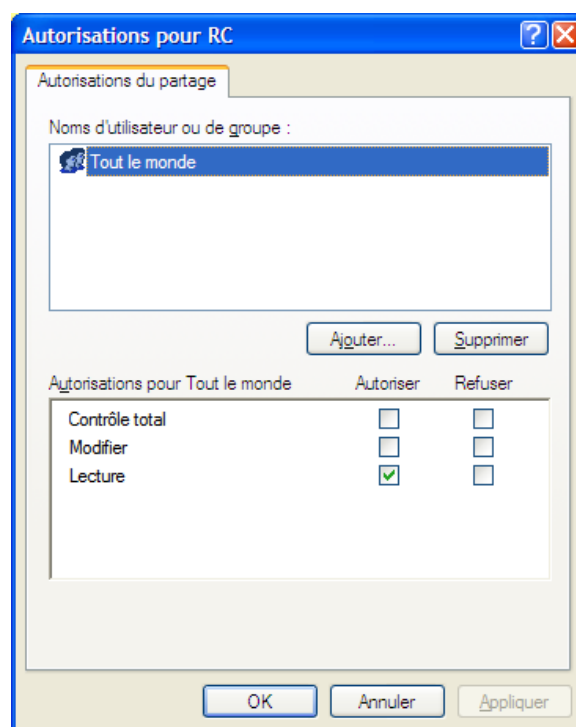 Autorisations pour RC
Autorisations du partage
Noms d'utilisateur ou de groupe :
Tout le monde
Ajouter... Supprimer
Autorisations pour Tout le monde Autoriser Refuser
Contrôle total
Modifier
Lecture
OK Annuler Appliquer